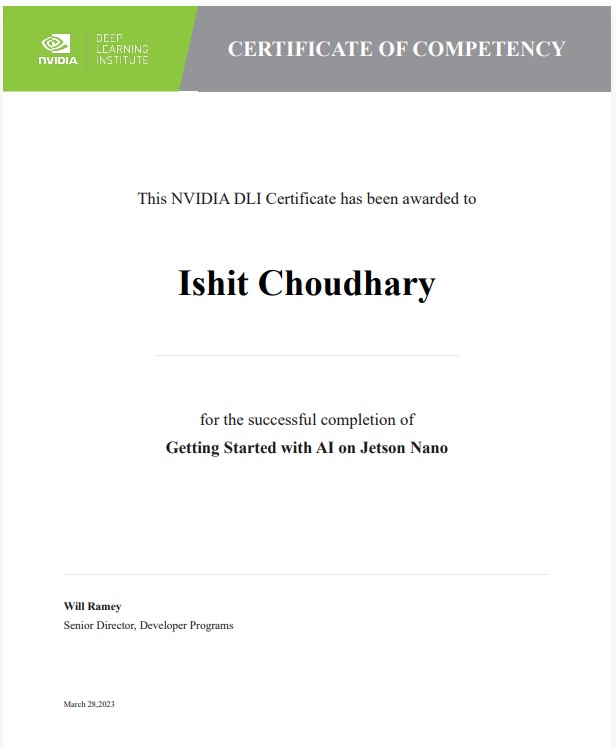 NVIDIA
DEEP
LEARNING
INSTITUTE
CERTIFICATE OF COMPETENCY
This NVIDIA DLI Certificate has been awarded to
Ishit Choudhary
for the successful completion of
Getting Started with AI on Jetson Nano
Will Ramey
Senior Director, Developer Programs
March 28,2023